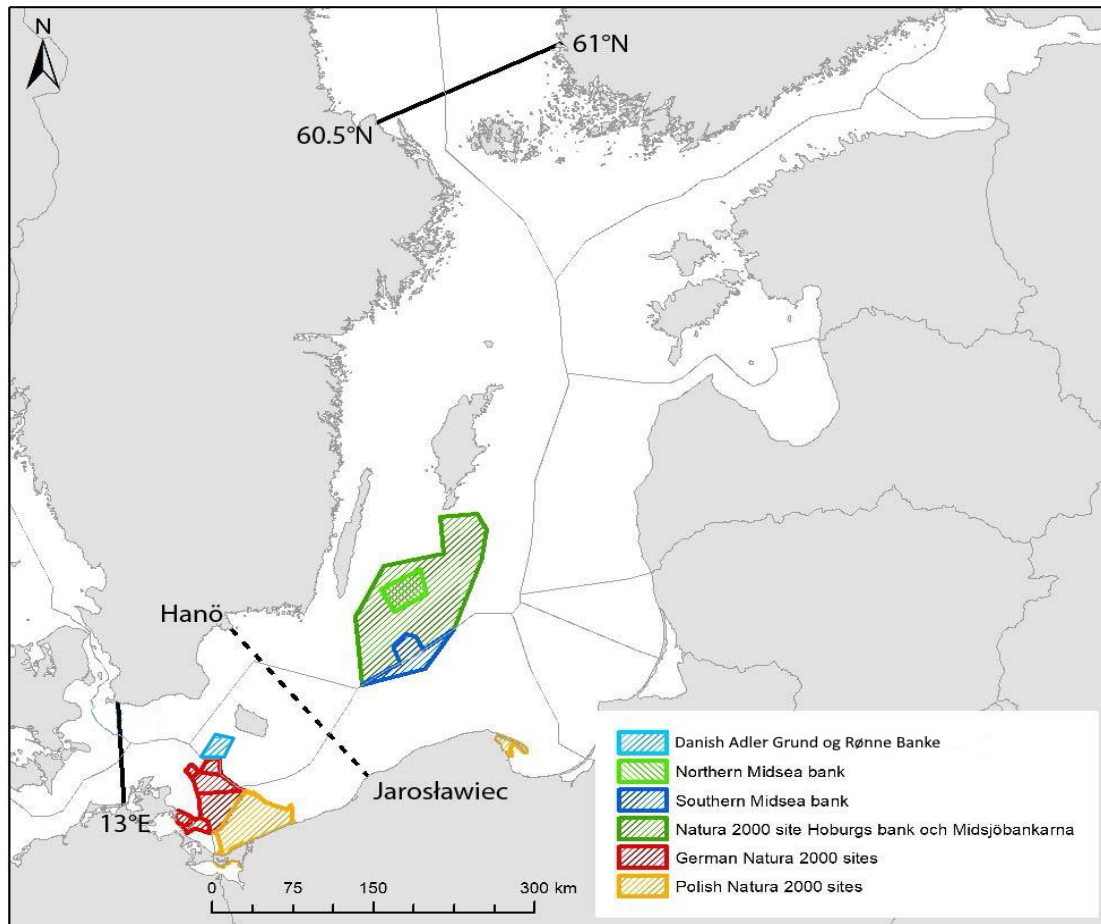 N
61°N
60.5°N
Hanö
Jarosławiec
13°E
Danish Adler Grund og Rønne Banke
Northern Midsea bank
Southern Midsea bank
Natura 2000 site Hoburgs bank och Midsjöbankarna
German Natura 2000 sites
Polish Natura 2000 sites
0 75 150 300 km